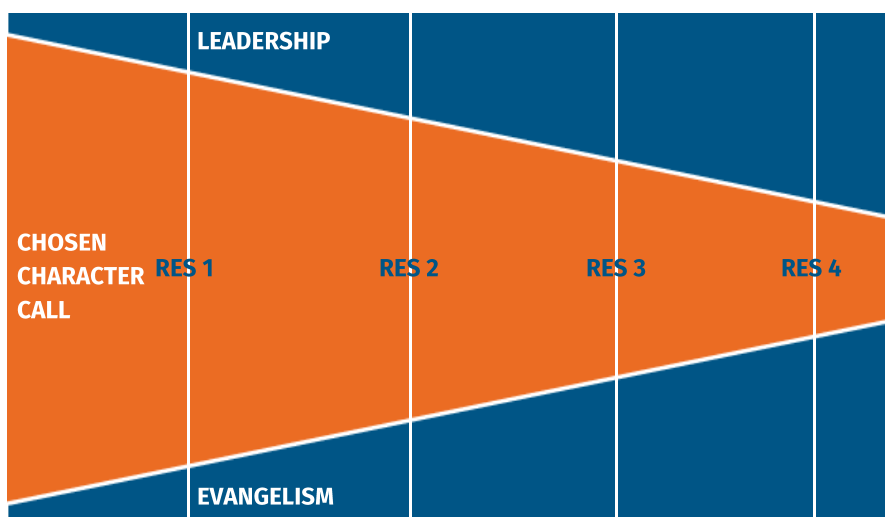 LEADERSHIP
CHOSEN
CHARACTER
CALL
RES 1
RES 2
RES 3
RES 4
EVANGELISM